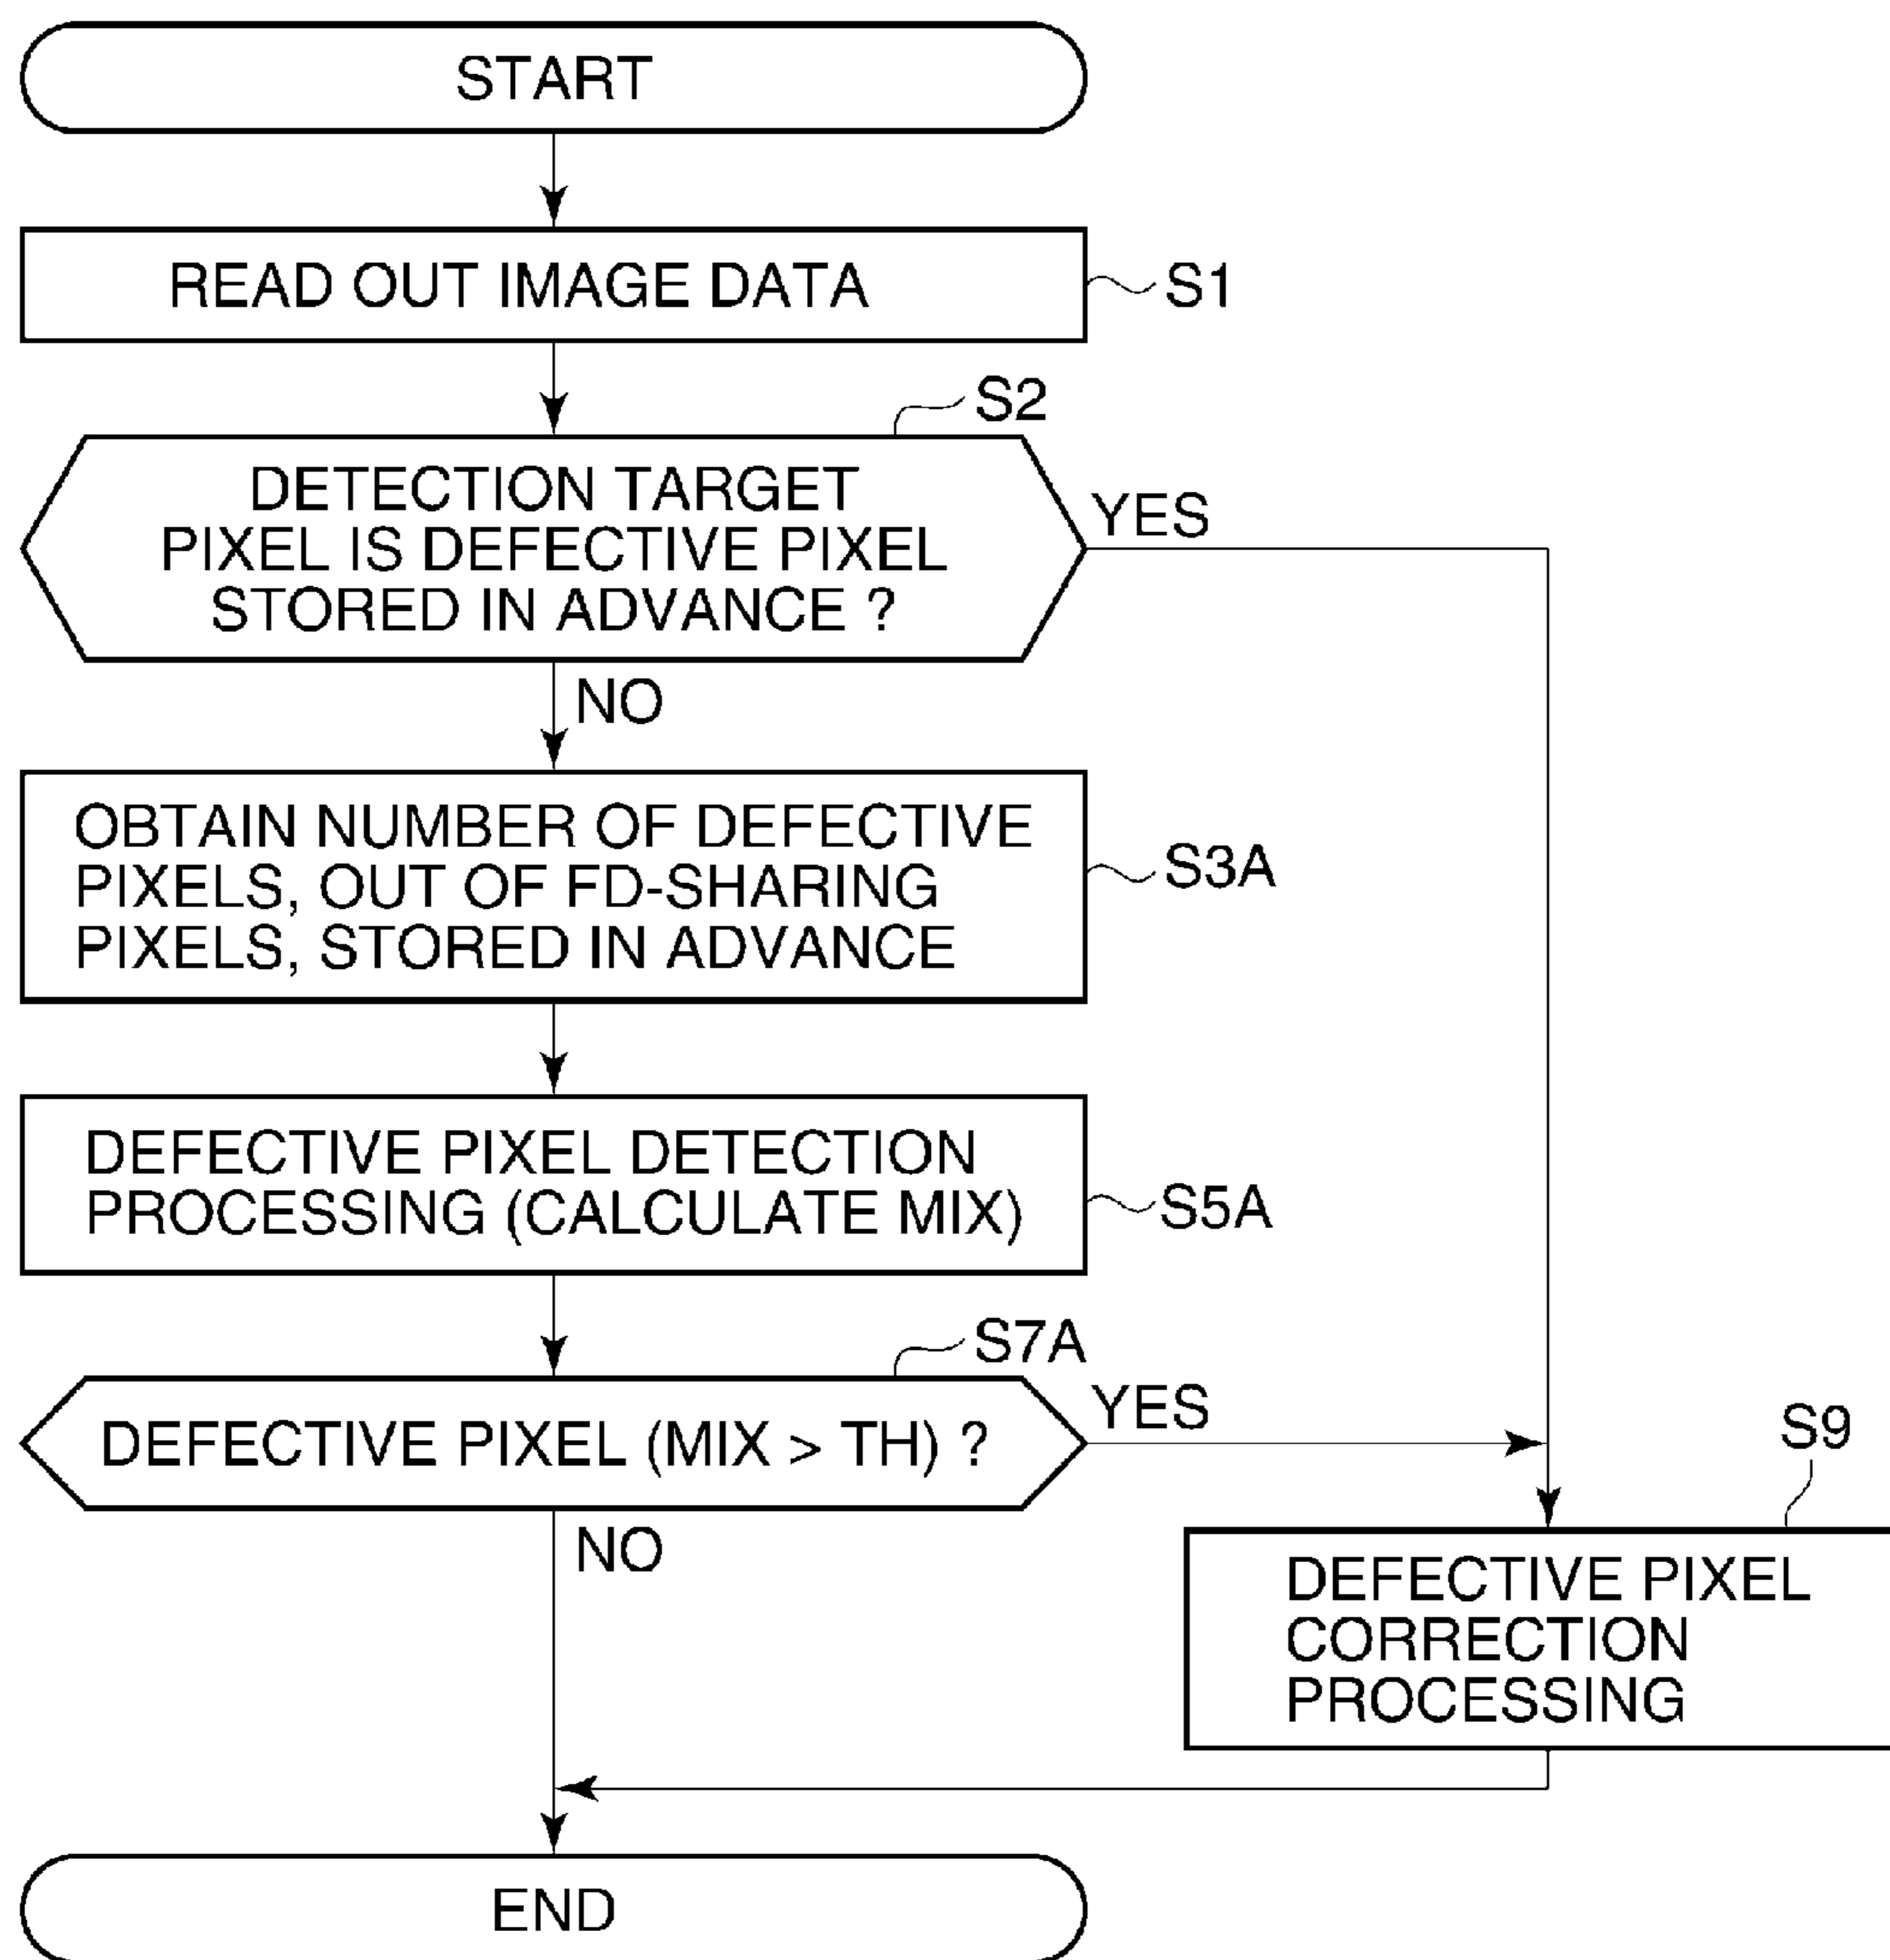 START
READ OUT IMAGE DATA
S1
S2
DETECTION TARGET
PIXEL IS DEFECTIVE PIXEL
STORED IN ADVANCE ?
YES
NO
OBTAIN NUMBER OF DEFECTIVE
PIXELS, OUT OF FD-SHARING
PIXELS, STORED IN ADVANCE
S3A
DEFECTIVE PIXEL DETECTION
PROCESSING (CALCULATE MIX)
S5A
S7A
DEFECTIVE PIXEL (MIX > TH) ?
YES
NO
S9
DEFECTIVE PIXEL
CORRECTION
PROCESSING
END